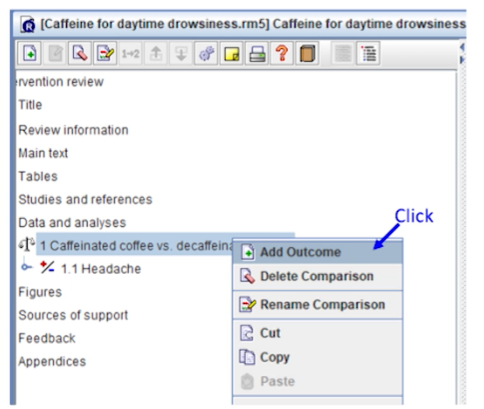 [Caffeine for daytime drowsiness.rm5] Caffeine for daytime drowsiness
1→2
?
rvention review
Title
Review information
Main text
Tables
Studies and references
Data and analyses
Click
1 Caffeinated coffee vs. decaffeina
Add Outcome
Delete Comparison
1.1 Headache
Rename Comparison
Figures
Sources of support
Cut
Feedback
Copy
Appendices
Paste